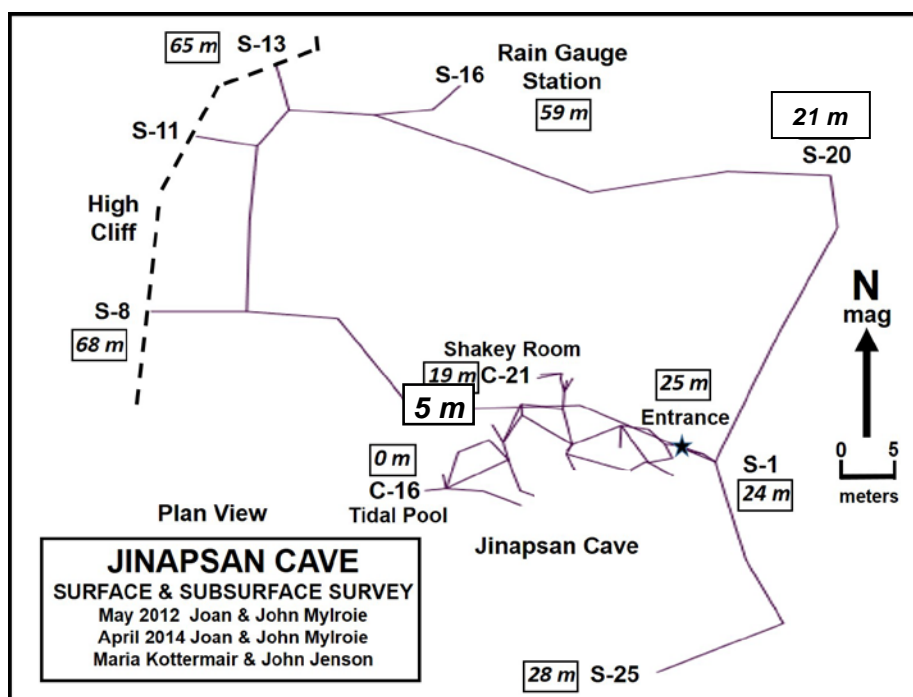 65 m
S-13
S-16
Rain Gauge
Station
59 m
21 m
S-20
S-11
High
Cliff
N
mag
S-8
68 m
Shakey Room
19 m C-21
5 m
25 m
Entrance
0 m
C-16
Tidal Pool
S-1
24 m
0 5
meters
Plan View
Jinapsan Cave
JINAPSAN CAVE
SURFACE & SUBSURFACE SURVEY
May 2012 Joan & John Mylroie
April 2014 Joan & John Mylroie
Maria Kottermair & John Jenson
28 m S-25